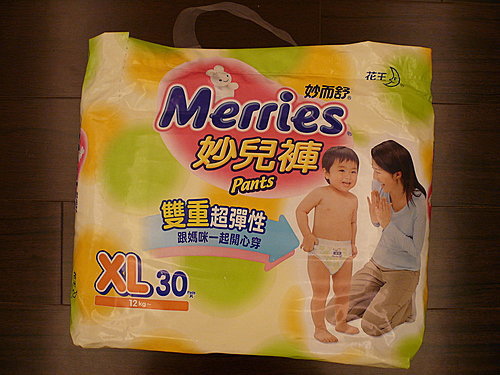 花王
妙而舒®
Merries®
妙兒褲
Pants
雙重超彈性
跟媽咪一起開心穿
XL 30
12kg~